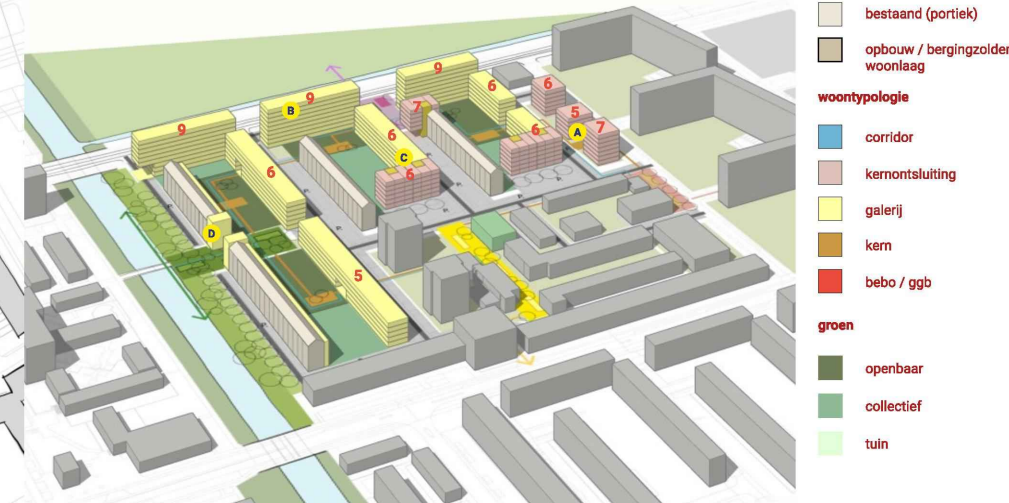 bestaand (portiek)
opbouw / bergingzolder
woonlaag
woontypologie
corridor
kernontsluiting
galerij
kern
bebo / ggb
groen
openbaar
collectief
tuin
9
9
B
9
6
6
7
5
A
7
6
6
C
6
6
D
5